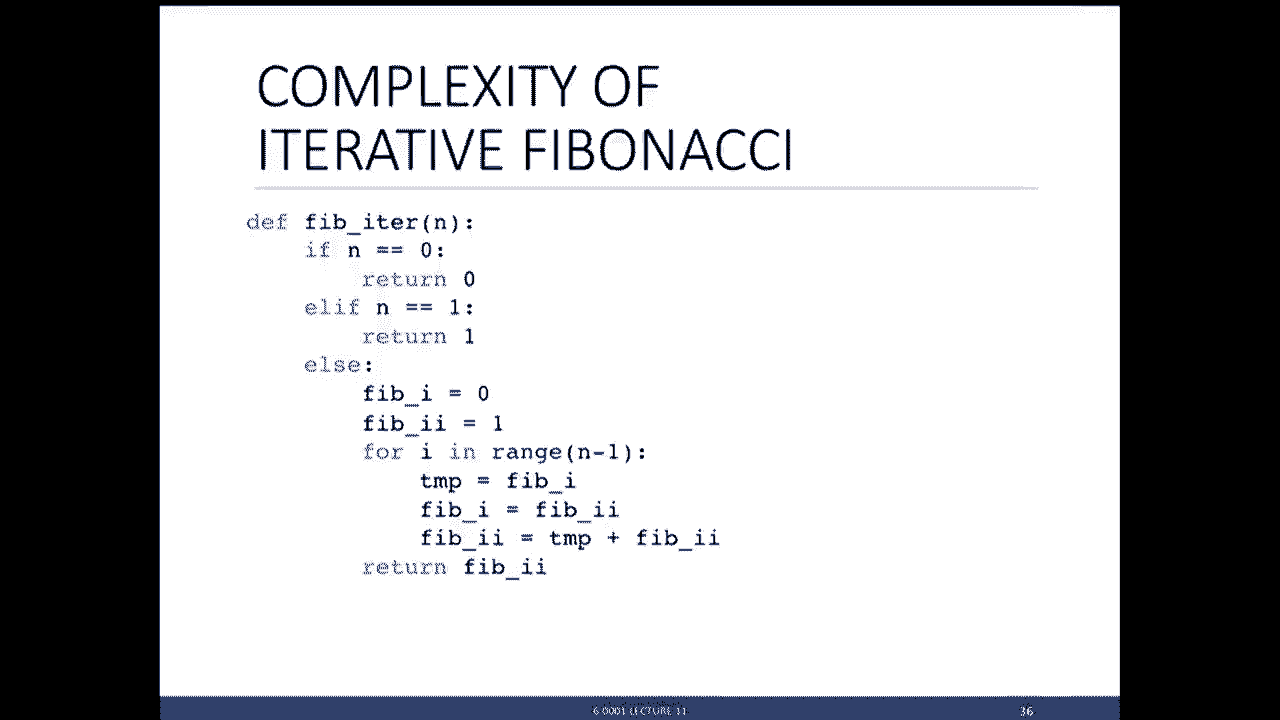 COMPLEXITY OF
ITERATIVE FIBONACCI
def fib_iter(n):
    if n == 0:
        return 0
    elif n == 1:
        return 1
    else:
        fib_i = 0
        fib_ii = 1
        for i in range(n-1):
            tmp = fib_i
            fib_i = fib_ii
            fib_ii = tmp + fib_ii
        return fib_ii
6.0001 LECTURE 11
36